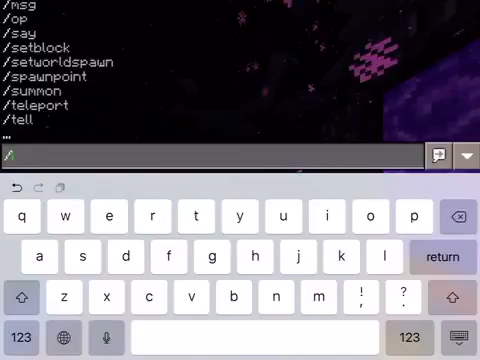 /msg
/op
/say
/setblock
/setworldspawn
/spawnpoint
/summon
/teleport
/tell
...
/
q w e r t y u i o p
a s d f g h j k l return
z x c v b n m ! , ? .
123 123